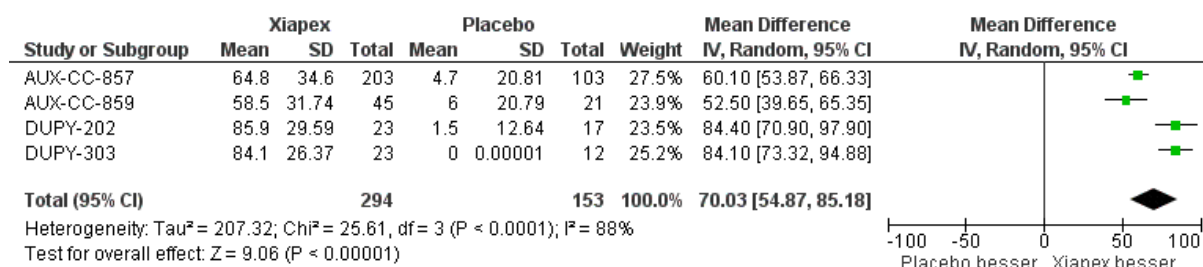 Xiapex Placebo Mean Difference Mean Difference
Study or Subgroup Mean SD Total Mean SD Total Weight IV, Random, 95% CI IV, Random, 95% CI
AUX-CC-857 64.8 34.6 203 4.7 20.81 103 27.5% 60.10 [53.87, 66.33]
AUX-CC-859 58.5 31.74 45 6 20.79 21 23.9% 52.50 [39.65, 65.35]
DUPY-202 85.9 29.59 23 1.5 12.64 17 23.5% 84.40 [70.90, 97.90]
DUPY-303 84.1 26.37 23 0 0.00001 12 25.2% 84.10 [73.32, 94.88]
Total (95% CI) 294 153 100.0% 70.03 [54.87, 85.18]
Heterogeneity: Tau² = 207.32; Chi² = 25.61, df = 3 (P < 0.0001); I² = 88%
Test for overall effect: Z = 9.06 (P < 0.00001)
-100 -50 0 50 100
Placebo besser Xiapex besser